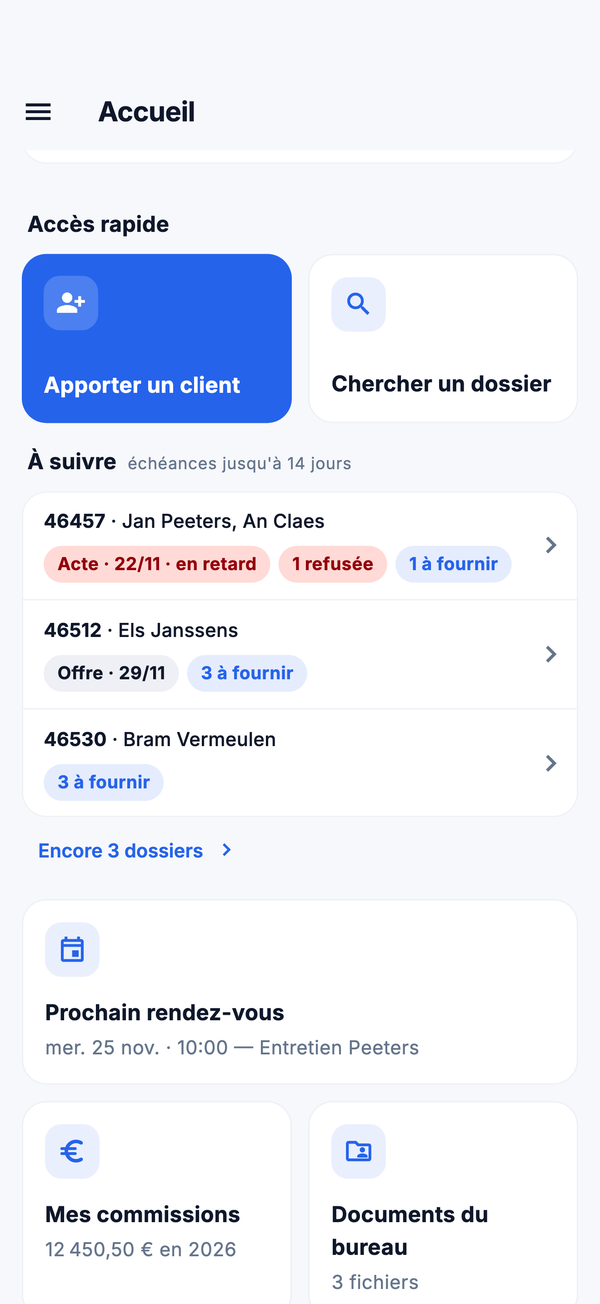 Accueil
Accès rapide
Apporter un client
Chercher un dossier
À suivre échéances jusqu'à 14 jours
46457 · Jan Peeters, An Claes
Acte · 22/11 · en retard 1 refusée 1 à fournir
46512 · Els Janssens
Offre · 29/11 3 à fournir
46530 · Bram Vermeulen
3 à fournir
Encore 3 dossiers
Prochain rendez-vous
mer. 25 nov. · 10:00 — Entretien Peeters
Mes commissions
12 450,50 € en 2026
Documents du
bureau
3 fichiers